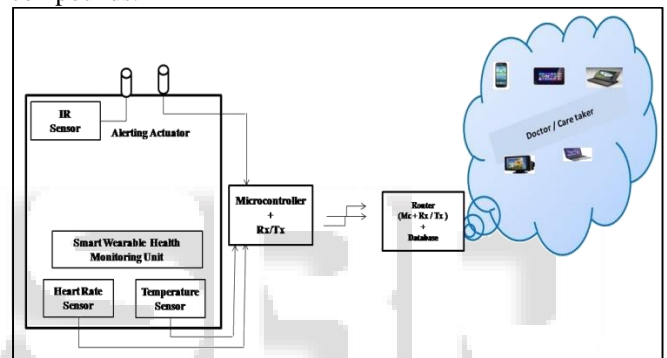 compounds.
IR
Sensor
Alerting Actuator
Smart Wearable Health
Monitoring Unit
Heart Rate
Sensor
Temperature
Sensor
Microcontroller
+
Rx/Tx
Router
(Mc + Rx / Tx )
+
Database
Doctor / Care taker